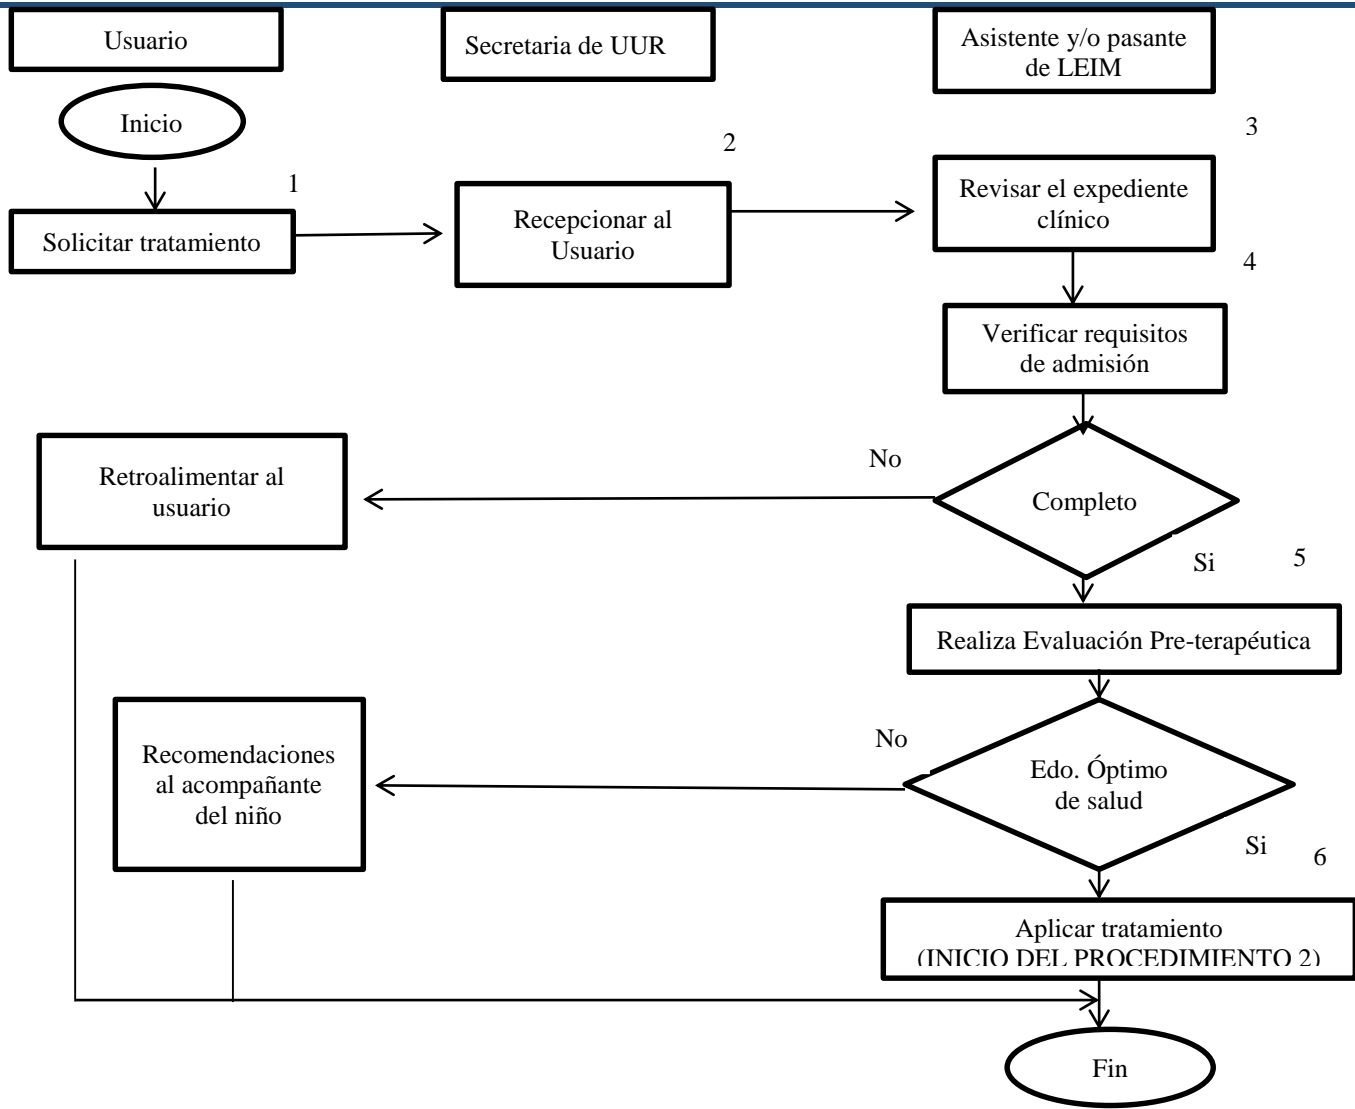 Usuario
Secretaria de UUR
Asistente y/o pasante
de LEIM
Inicio
1
2
3
Solicitar tratamiento
Recepcionar al
Usuario
Revisar el expediente
clínico
4
Verificar requisitos
de admisión
No
Completo
Retroalimentar al
usuario
Si
5
Realiza Evaluación Pre-terapéutica
No
Edo. Óptimo
de salud
Recomendaciones
al acompañante
del niño
Si
6
Aplicar tratamiento
(INICIO DEL PROCEDIMIENTO 2)
Fin